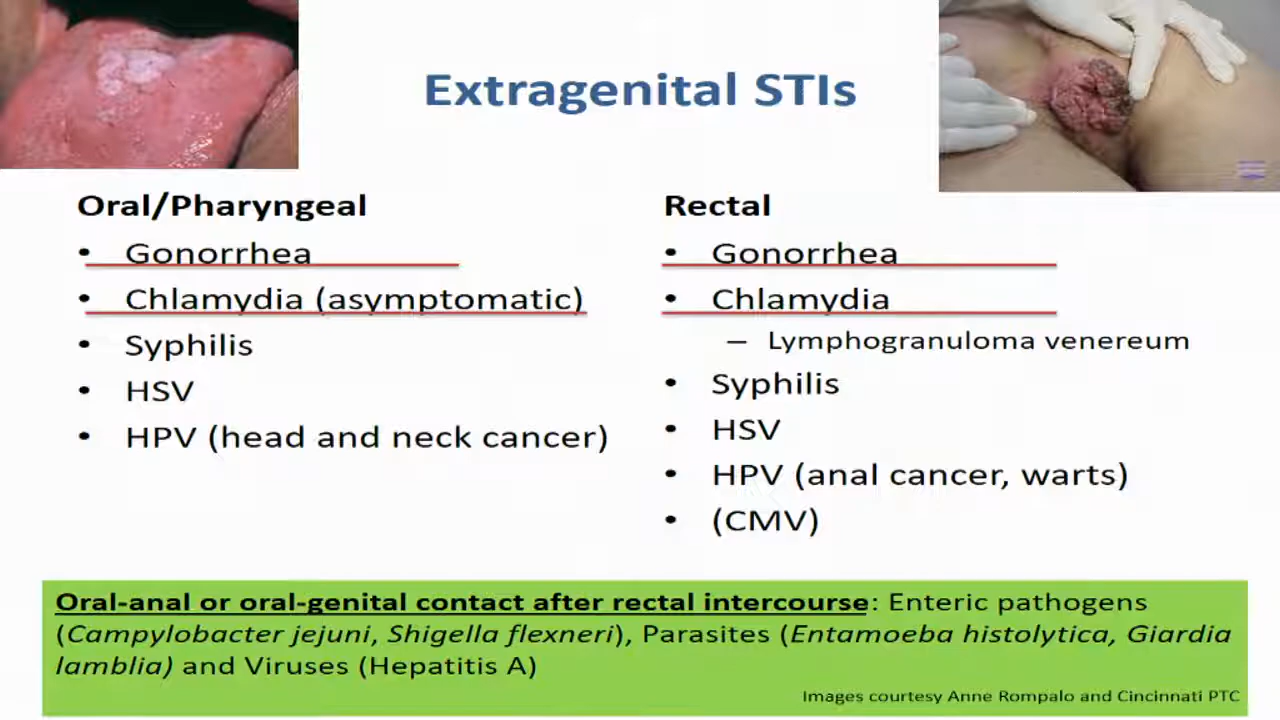 Extragenital STIs
Oral/Pharyngeal
• Gonorrhea
• Chlamydia (asymptomatic)
• Syphilis
• HSV
• HPV (head and neck cancer)
Rectal
• Gonorrhea
• Chlamydia
– Lymphogranuloma venereum
• Syphilis
• HSV
• HPV (anal cancer, warts)
• (CMV)
Oral-anal or oral-genital contact after rectal intercourse: Enteric pathogens
(Campylobacter jejuni, Shigella flexneri), Parasites (Entamoeba histolytica, Giardia
lamblia) and Viruses (Hepatitis A)
Images courtesy Anne Rompalo and Cincinnati PTC